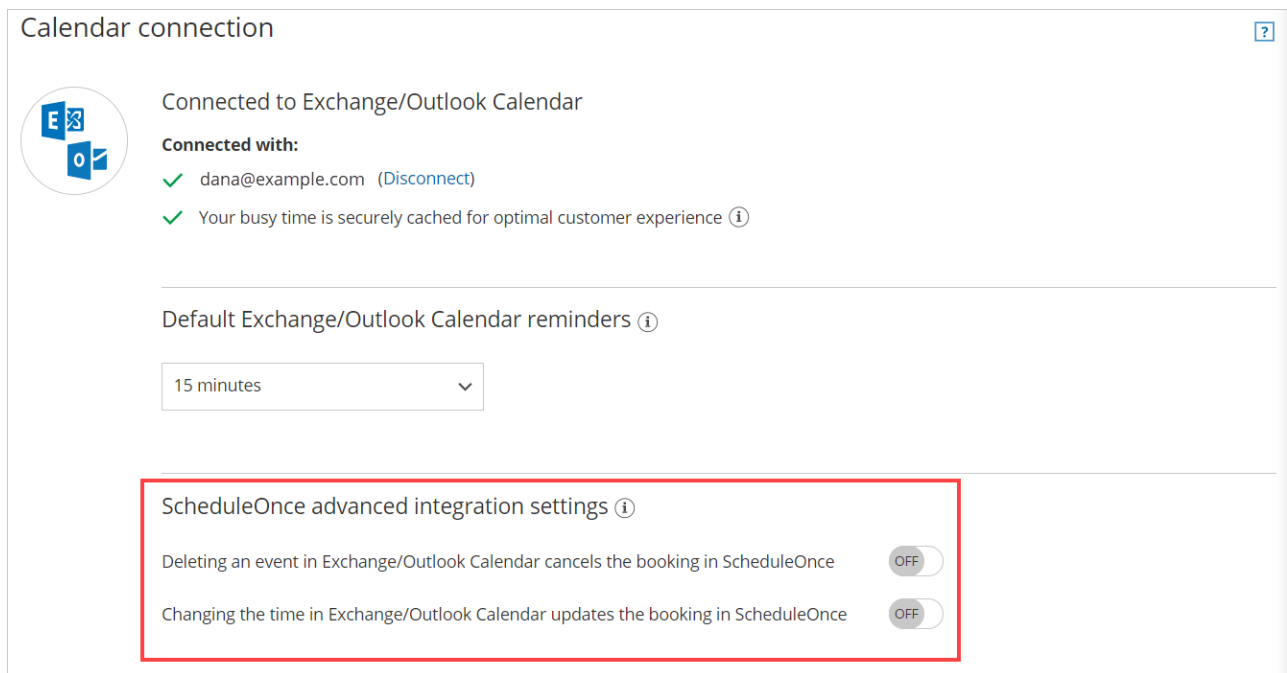 Calendar connection
?
E
O
Connected to Exchange/Outlook Calendar
Connected with:
dana@example.com (Disconnect)
Your busy time is securely cached for optimal customer experience i
Default Exchange/Outlook Calendar reminders i
15 minutes
ScheduleOnce advanced integration settings i
Deleting an event in Exchange/Outlook Calendar cancels the booking in ScheduleOnce OFF
Changing the time in Exchange/Outlook Calendar updates the booking in ScheduleOnce OFF